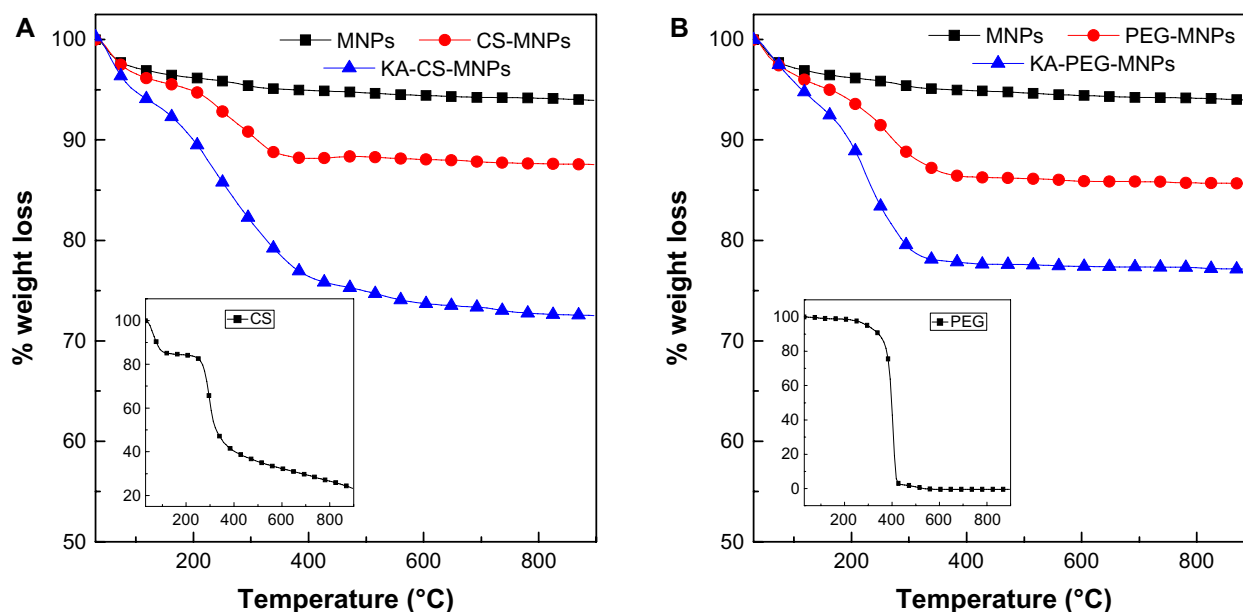 A
100
90
80
70
60
50
% weight loss
MNPs CS-MNPs
KA-CS-MNPs
CS
100
80
60
40
20
200 400 600 800
200 400 600 800
Temperature (°C)
B
100
90
80
70
60
50
% weight loss
MNPs PEG-MNPs
KA-PEG-MNPs
PEG
100
80
60
40
20
0
200 400 600 800
200 400 600 800
Temperature (°C)